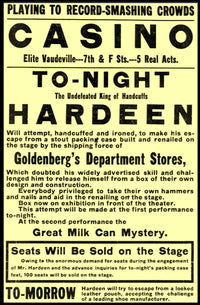 PLAYING TO RECORD-SMASHING CROWDS
CASINO
Elite Vaudeville---7th & F Sts.---5 Real Acts.
TO-NIGHT
The Undefeated King of Handcuffs
HARDEEN
Will attempt, handcuffed and ironed, to make his es-
cape from a stout packing case built and renailed on
the stage by the shipping force of
Goldenberg's Department Stores,
Which doubted his widely advertised skill and chal-
lenged him to release himself from a box of their own
design and construction.
Everybody privileged to take their own hammers
and nails and aid in the renailing on the stage.
Box now on exhibition in front of the theater.
This attempt will be made at the first performance
to-night.
At the second performance the
Great Milk Can Mystery.
Seats Will Be Sold on the Stage
Owing to the enormous demand for seats during the engagement
of Mr. Hardeen and the advance inquiries for to-night's packing case
feat, 100 seats will be sold on the stage.
TO-MORROW
Hardeen will try to escape from a locked
leather pouch, accepting the challenge
of a leading shoe manufacturer.